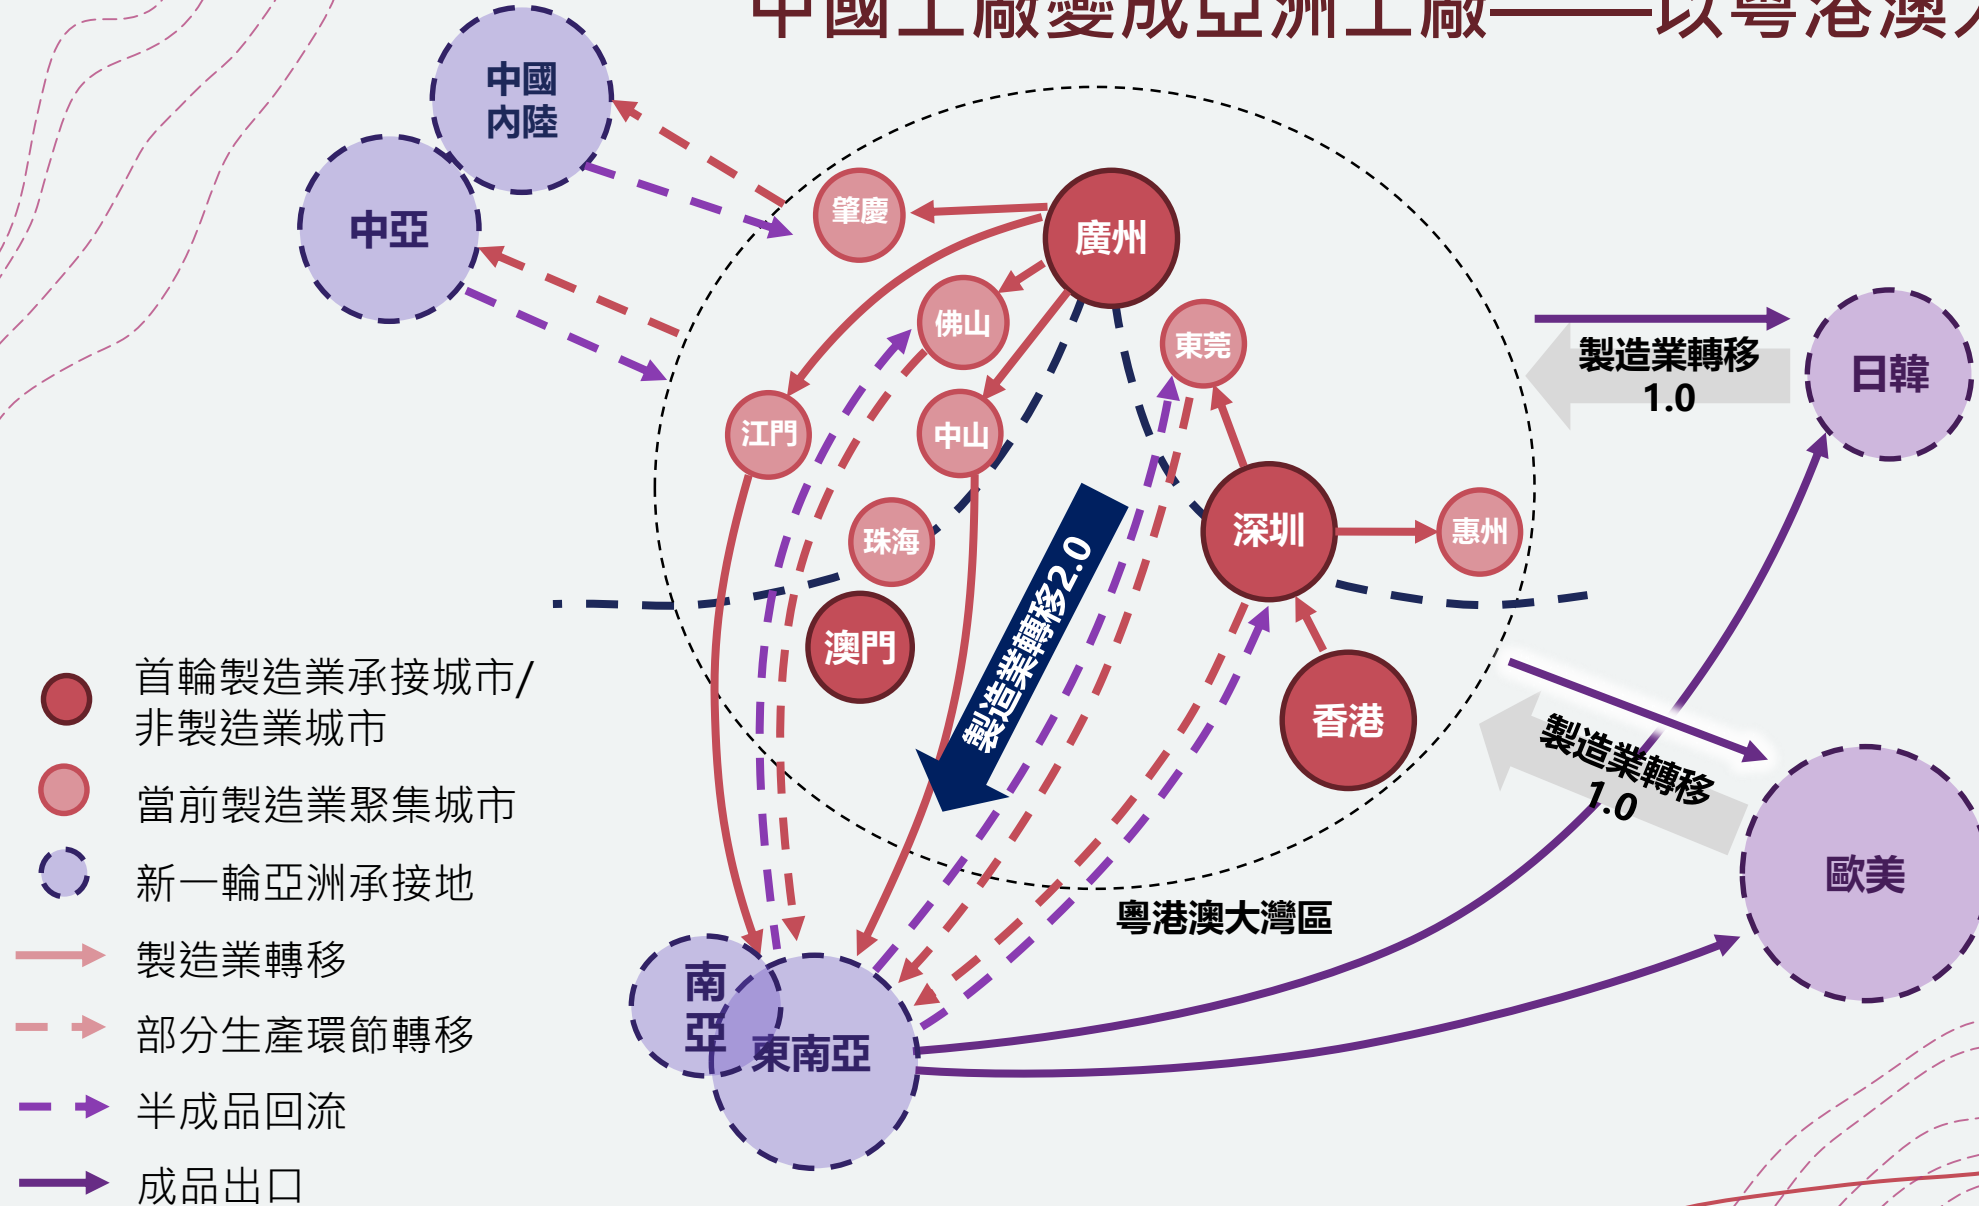 中國工廠變成亞洲工廠——以粵港澳
中國
內陸
中亞
肇慶
廣州
佛山
東莞
製造業轉移
1.0
日韓
江門
中山
珠海
深圳
惠州
製造業轉移2.0
澳門
香港
製造業轉移
1.0
歐美
粵港澳大灣區
南
亞
東南亞
首輪製造業承接城市/
非製造業城市
當前製造業聚集城市
新一輪亞洲承接地
製造業轉移
部分生產環節轉移
半成品回流
成品出口